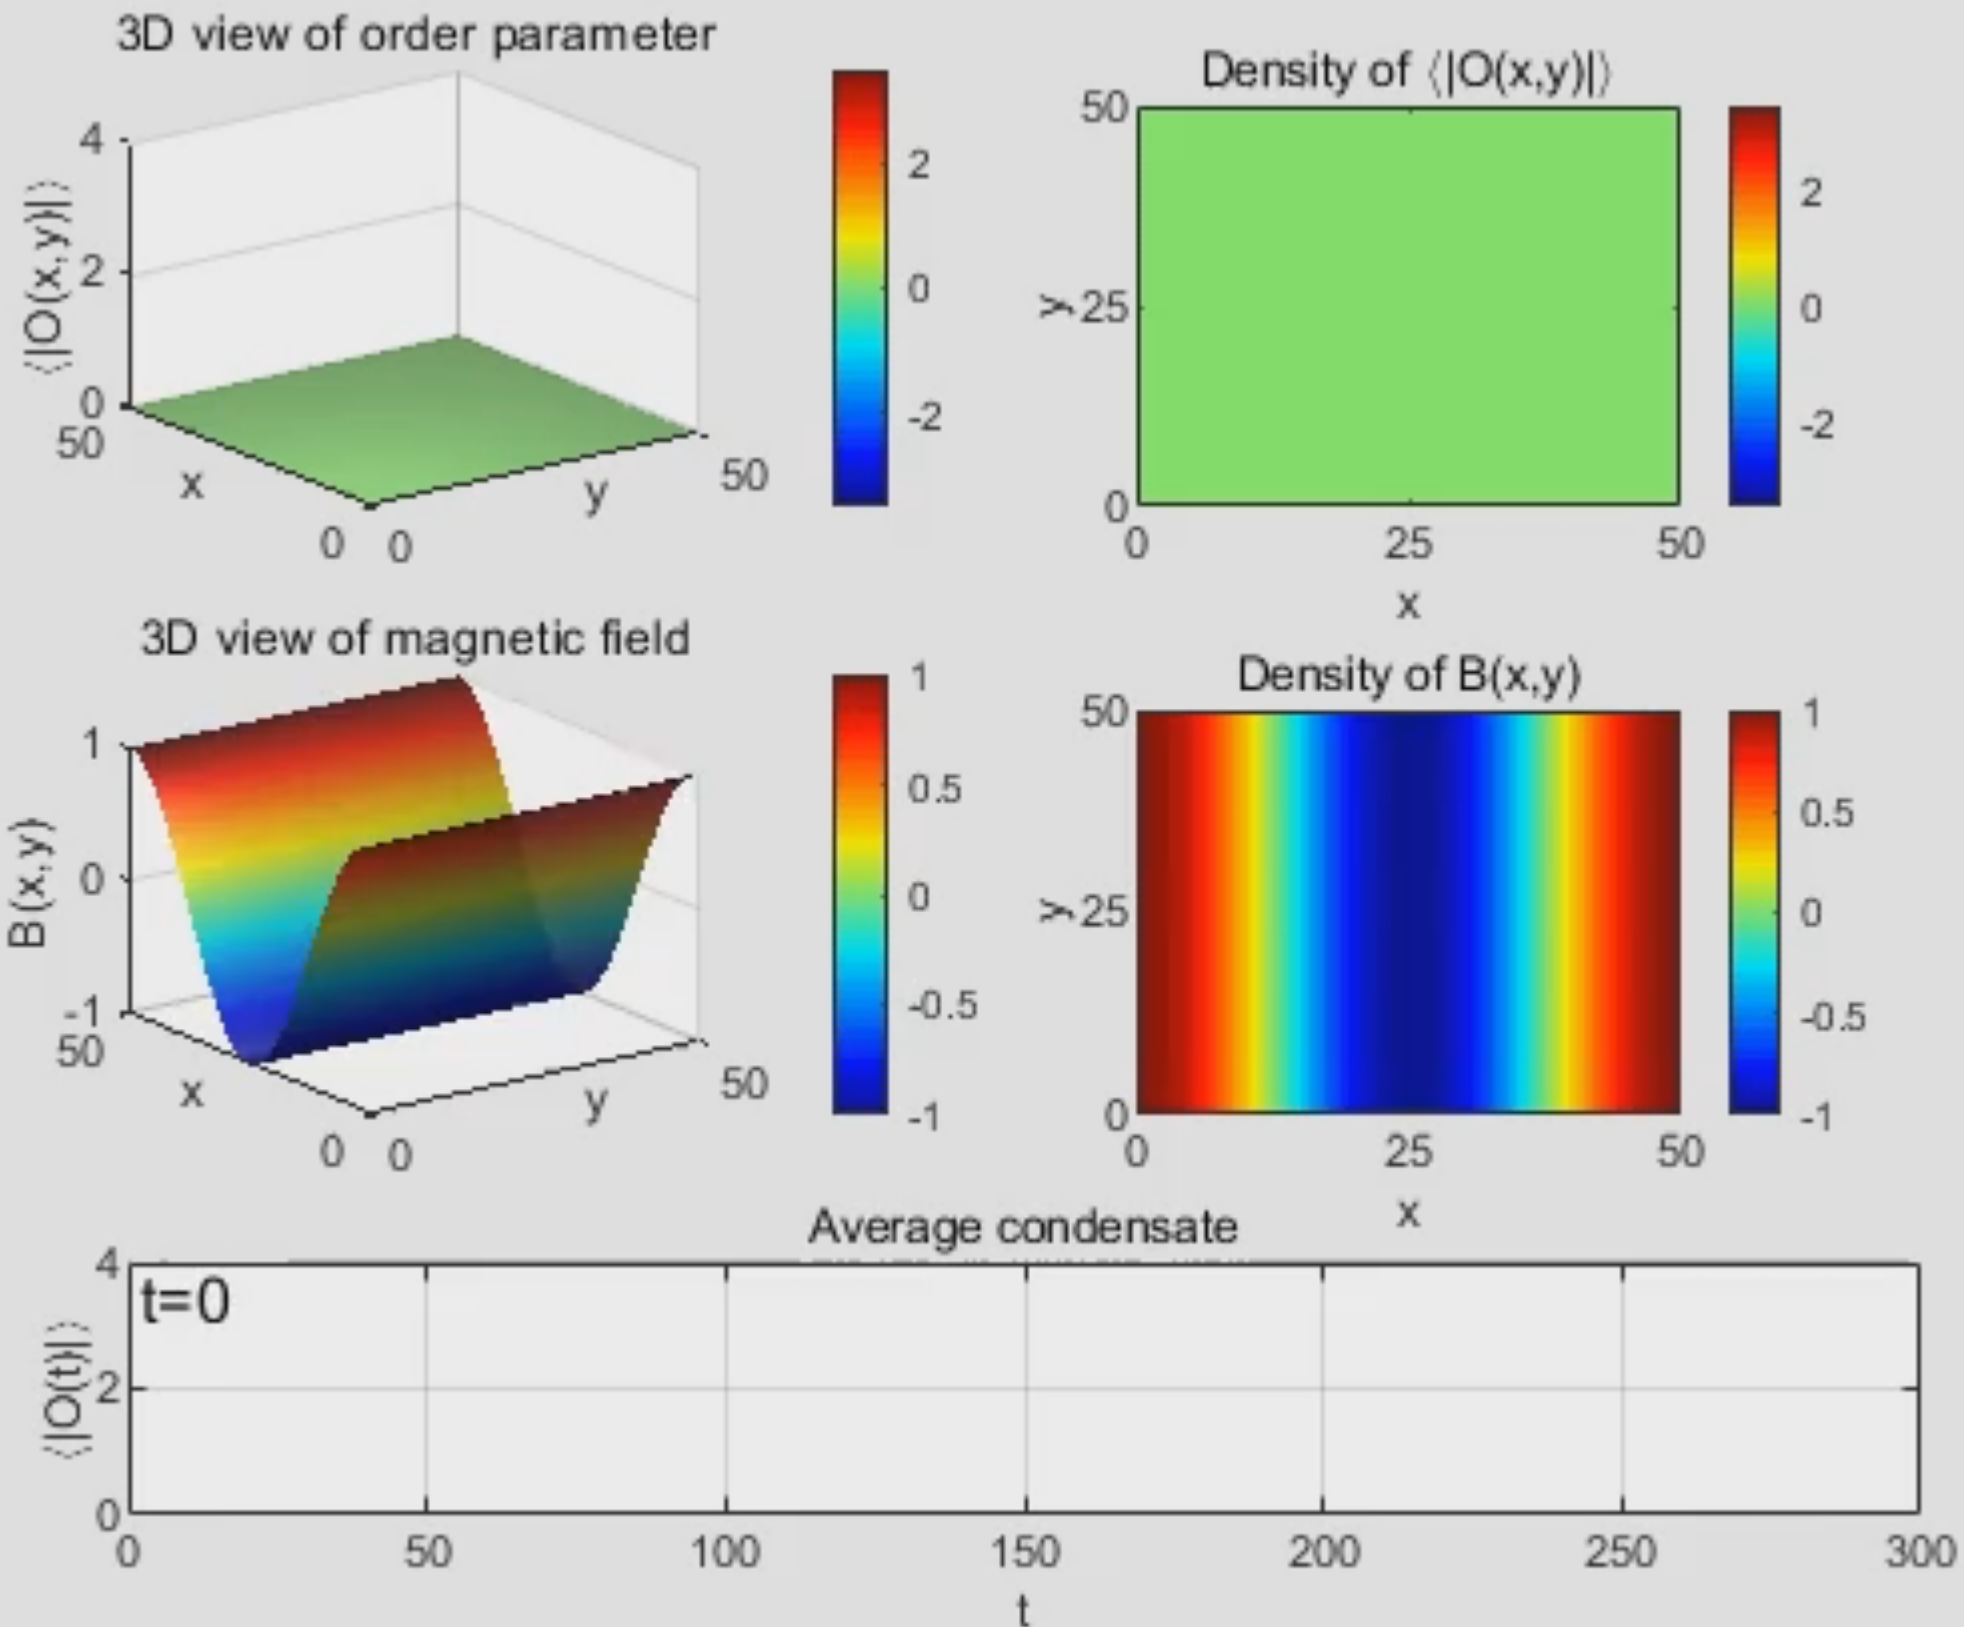 3D view of order parameter
⟨|O(x,y)|⟩
4
2
0
50
x
0
0
y
50
2
0
-2
Density of ⟨|O(x,y)|⟩
50
y
25
0
0
25
50
x
2
0
-2
3D view of magnetic field
B(x,y)
1
0
-1
50
x
0
0
y
50
1
0.5
0
-0.5
-1
Density of B(x,y)
50
y
25
0
0
25
50
x
1
0.5
0
-0.5
-1
Average condensate
⟨|O(t)|⟩
4
2
0
t=0
0
50
100
150
200
250
300
t